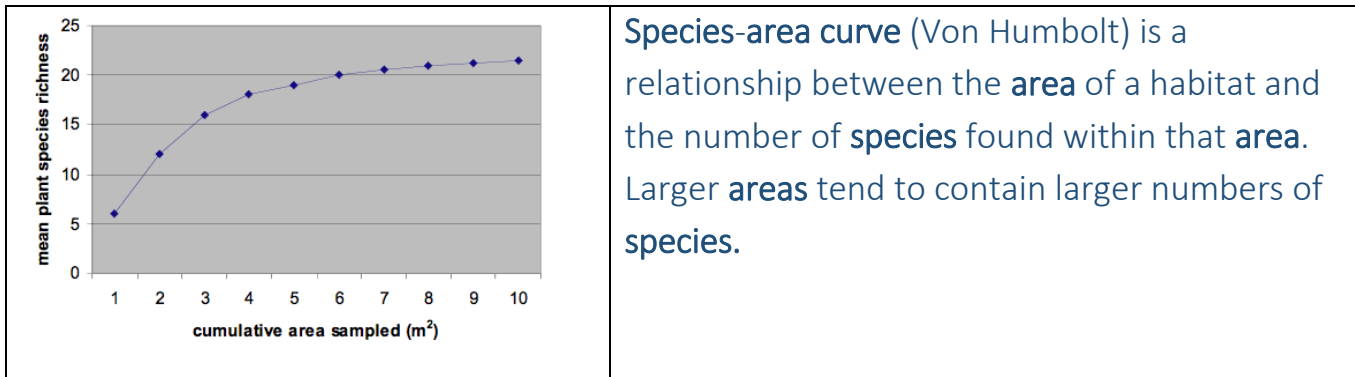 25
20
15
10
5
0
mean plant species richness
1 2 3 4 5 6 7 8 9 10
cumulative area sampled (m²)
Species-area curve (Von Humbolt) is a
relationship between the area of a habitat and
the number of species found within that area.
Larger areas tend to contain larger numbers of
species.